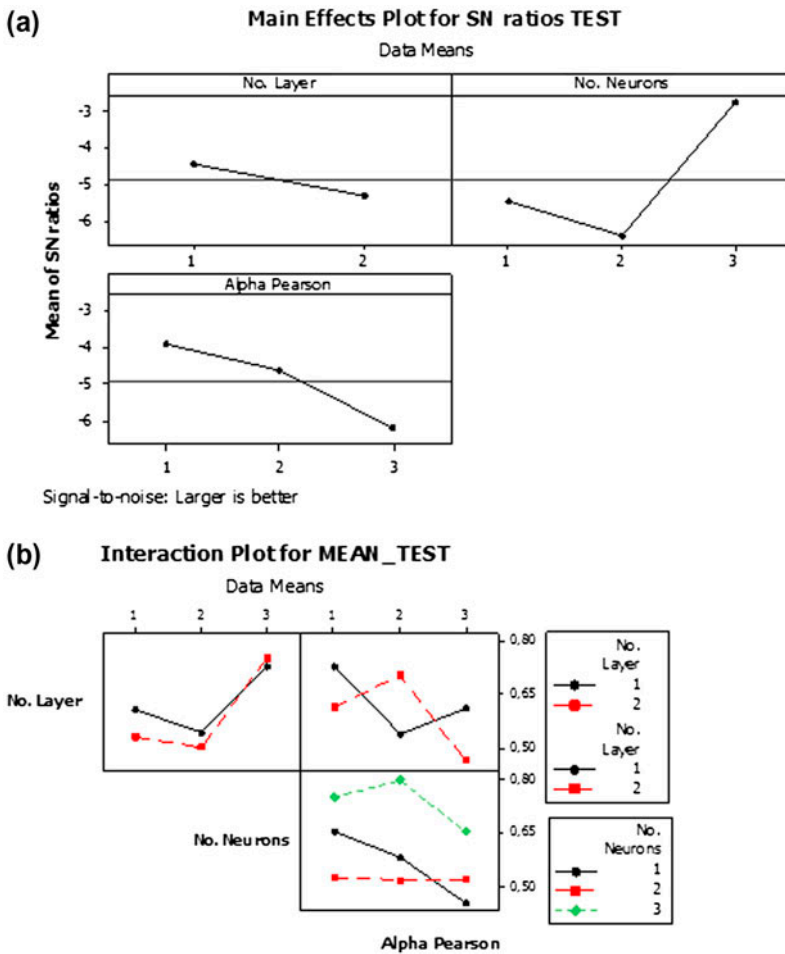 (a)
Main Effects Plot for SN ratios TEST
Data Means
No. Layer
No. Neurons
Mean of SN ratios
-3
-4
-5
-6
1
2
1
2
3
Alpha Pearson
-3
-4
-5
-6
1
2
3
Signal-to-noise: Larger is better
(b)
Interaction Plot for MEAN_TEST
Data Means
1
2
3
1
2
3
No. Layer
0,80
0,65
0,50
No. Layer
1
2
No. Layer
1
2
No. Neurons
0,80
0,65
0,50
No. Neurons
1
2
3
Alpha Pearson